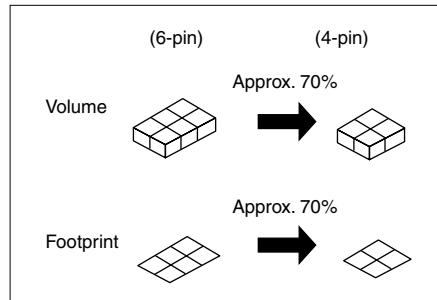 (6-pin) (4-pin)
Approx. 70%
Volume
Approx. 70%
Footprint